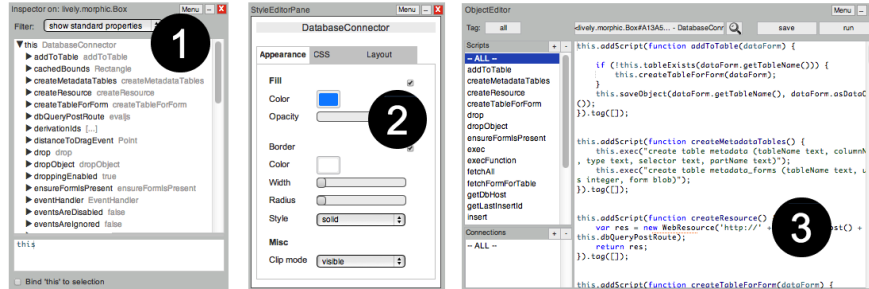 Inspector on: lively.morphic.Box
Menu - X
Filter: show standard properties
this DatabaseConnector
addToTable addToTable
cachedBounds Rectangle
createMetadataTables createMetadataTables
createResource createResource
createTableForForm createTableForForm
dbQueryPostRoute evaljs
derivationIds [...]
distanceToDragEvent Point
drop drop
dropObject dropObject
droppingEnabled true
ensureFormIsPresent ensureFormIsPresent
eventHandler EventHandler
eventsAreDisabled false
eventsAreIgnored false
this
Bind 'this' to selection
1
StyleEditorPane
Menu - X
DatabaseConnector
Appearance CSS Layout
Fill
Color
Opacity
Border
Color
Width
Radius
Style solid
Misc
Clip mode visible
2
ObjectEditor
Menu -
Tag: all
lively.morphic.Box#A13A5... - DatabaseConr
save
run
Scripts + -
-- ALL --
addToTable
createMetadataTables
createResource
createTableForForm
drop
dropObject
ensureFormIsPresent
exec
execFunction
fetchAll
fetchFormForTable
getDbHost
getLastInsertId
insert
Connections + -
-- ALL --
this.addScript(function addToTable(dataForm) {
if (!this.tableExists(dataForm.getTableName())) {
this.createTableForForm(dataForm);
}
this.saveObject(dataForm.getTableName(), dataForm.asDataO
());
}).tag([]);
this.addScript(function createMetadataTables() {
this.exec("create table metadata (tableName text, columnN
, type text, selector text, partName text)");
this.exec("create table metadata_forms (tableName text, u
s integer, form blob)");
}).tag([]);
this.addScript(function createResource()
var res = new WebResource('http://' + ost() +
this.dbQueryPostRoute);
return res;
}).tag([]);
this.addScript(function createTableForForm(dataForm) {
3